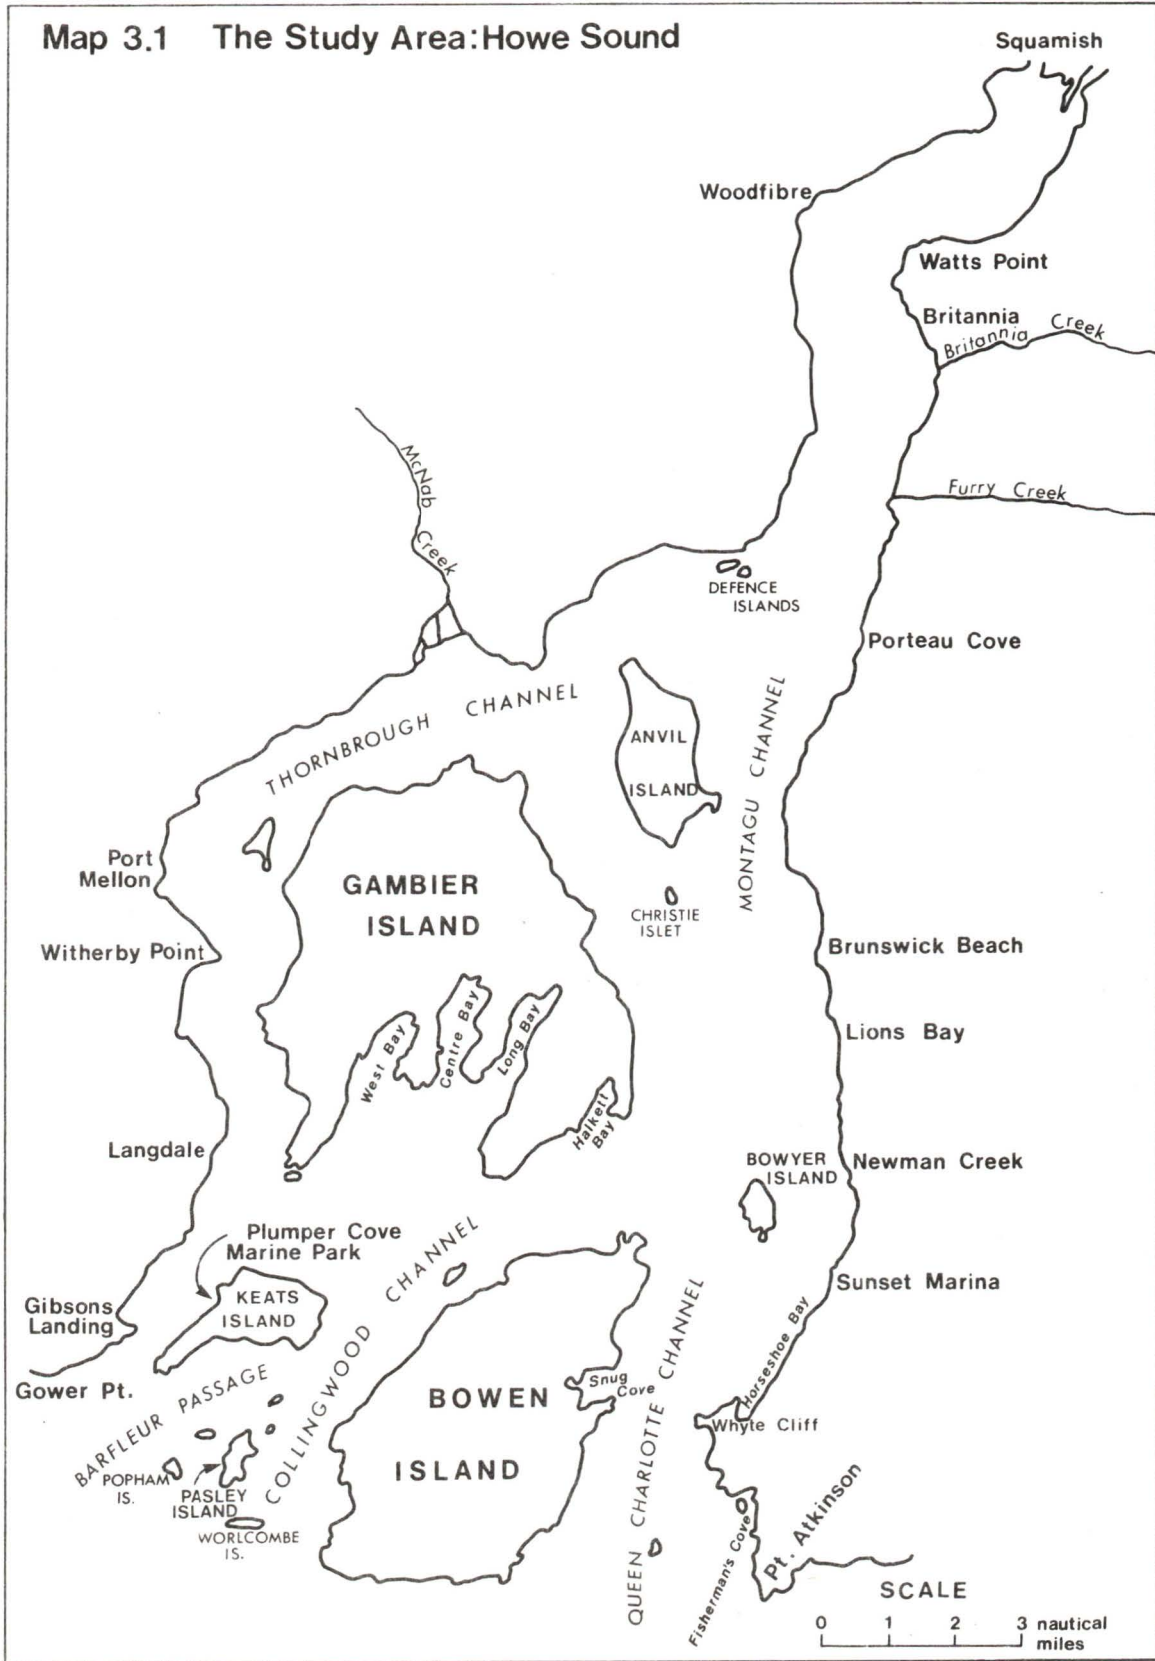 Map 3.1 The Study Area:Howe Sound
Squamish
Woodfibre
Watts Point
Britannia
Britannia Creek
McNab Creek
Furry Creek
DEFENCE
ISLANDS
Porteau Cove
THORNBROUGH CHANNEL
ANVIL
ISLAND
MONTAGU CHANNEL
Port
Mellon
GAMBIER
ISLAND
CHRISTIE
ISLET
Witherby Point
Brunswick Beach
West Bay
Centre Bay
Long Bay
Lions Bay
Halkett
Bay
Langdale
BOWYER
ISLAND
Newman Creek
Plumper Cove
Marine Park
COLLINGWOOD CHANNEL
Sunset Marina
KEATS
ISLAND
Gibsons
Landing
Horseshoe Bay
Gower Pt.
BARFLEUR PASSAGE
Snug
Cove
BOWEN
ISLAND
QUEEN CHARLOTTE CHANNEL
Whyte Cliff
POPHAM
IS.
PASLEY
ISLAND
WORLCOMBE
IS.
Fisherman's Cove
Pt. Atkinson
SCALE
0 1 2 3 nautical
miles